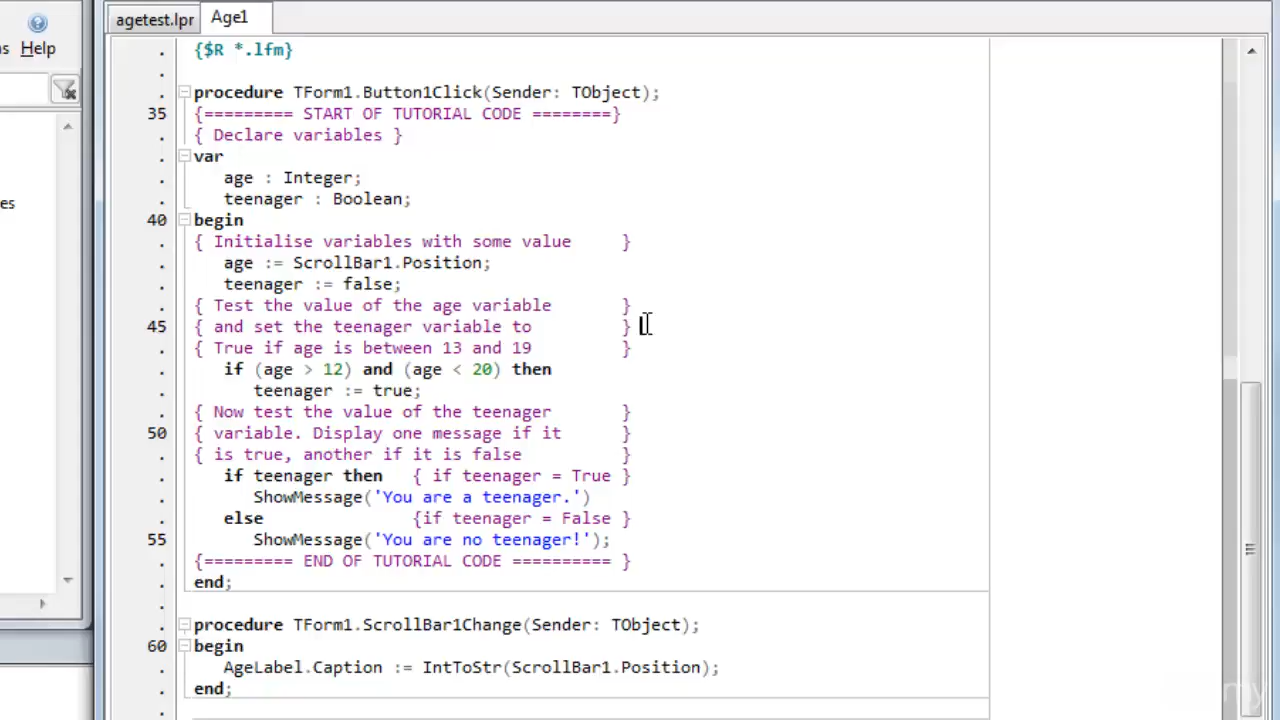 agetest.lpr Age1
s Help
{$R *.lfm}
.
procedure TForm1.Button1Click(Sender: TObject);
35 {========= START OF TUTORIAL CODE ========}
{ Declare variables }
var
age : Integer;
es
teenager : Boolean;
40 begin
{ Initialise variables with some value }
age := ScrollBar1.Position;
teenager := false;
{ Test the value of the age variable }
45 { and set the teenager variable to }
{ True if age is between 13 and 19 }
if (age > 12) and (age < 20) then
teenager := true;
{ Now test the value of the teenager }
50 { variable. Display one message if it }
{ is true, another if it is false }
if teenager then { if teenager = True }
ShowMessage('You are a teenager.')
else {if teenager = False }
55 ShowMessage('You are no teenager!');
{========= END OF TUTORIAL CODE ========== }
end;
procedure TForm1.ScrollBar1Change(Sender: TObject);
60 begin
AgeLabel.Caption := IntToStr(ScrollBar1.Position);
end;